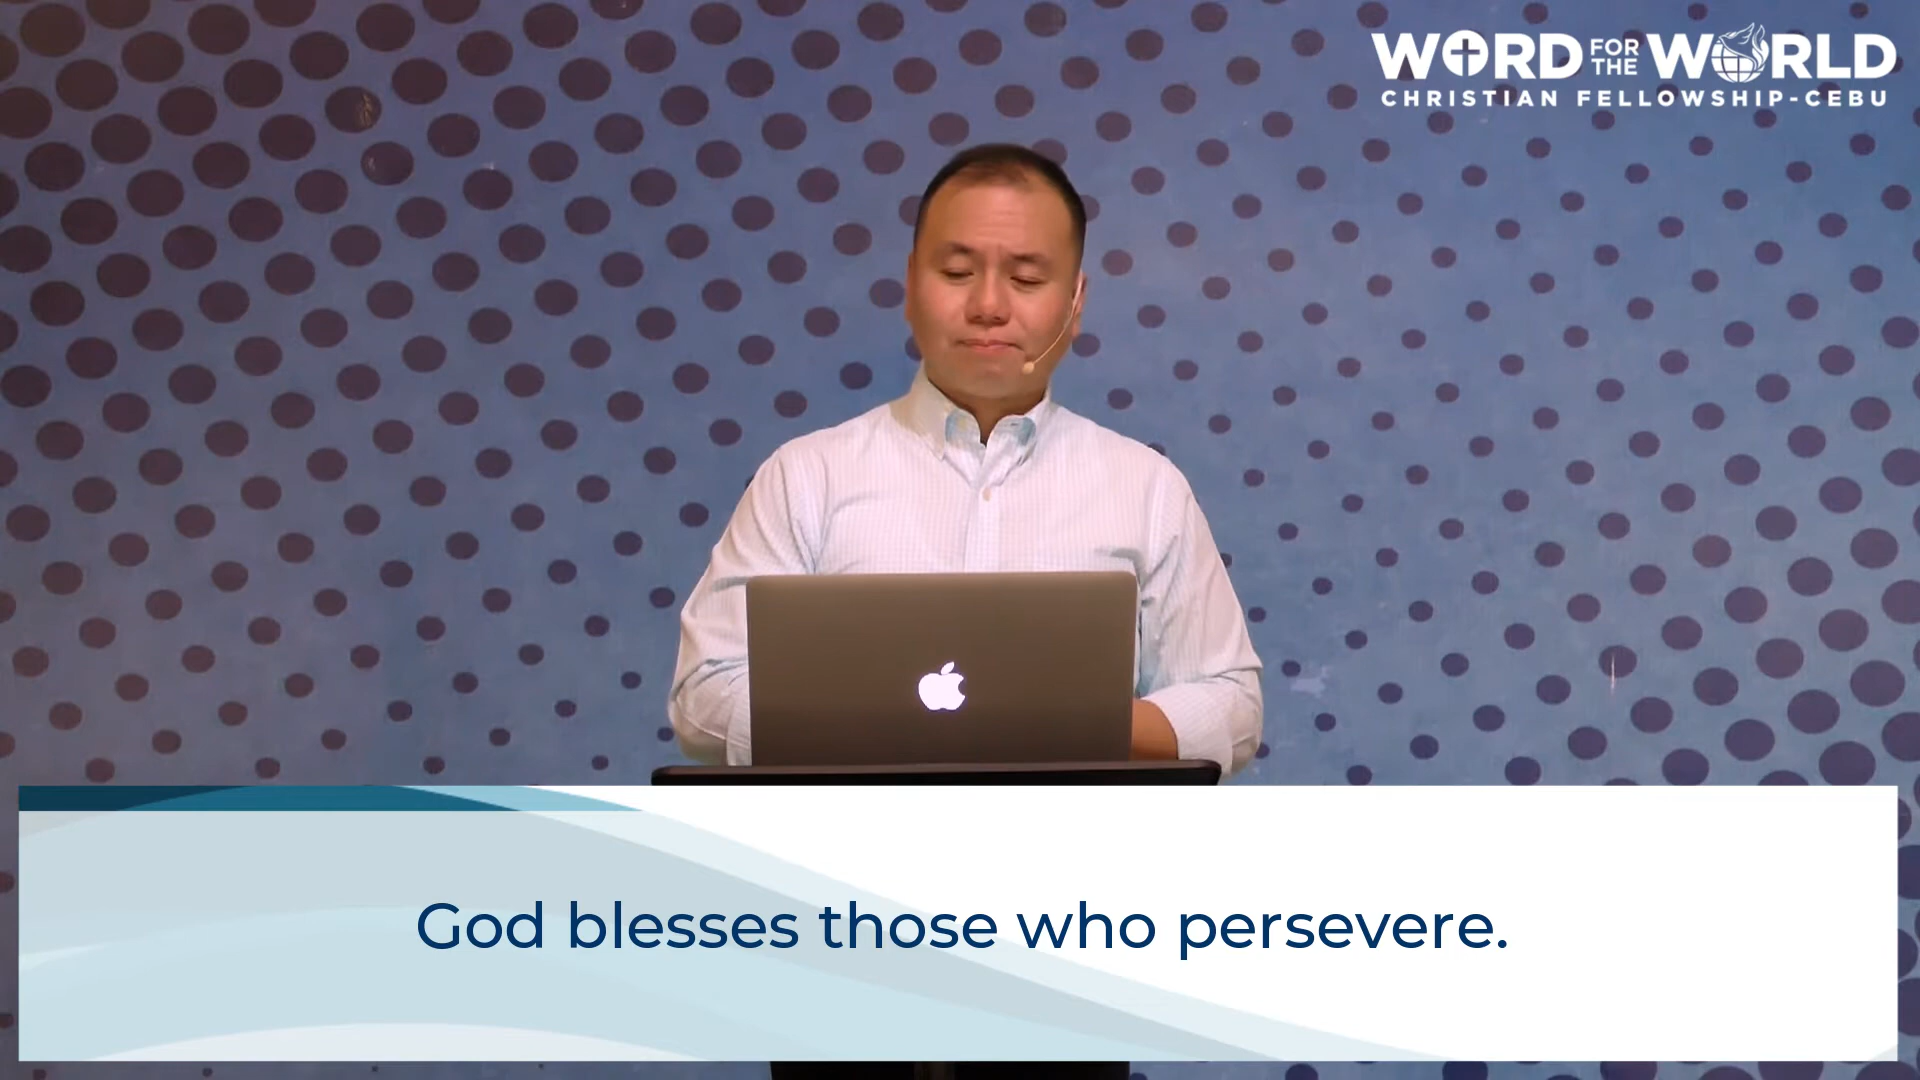 WORD FOR THE WORLD
CHRISTIAN FELLOWSHIP-CEBU
God blesses those who persevere.